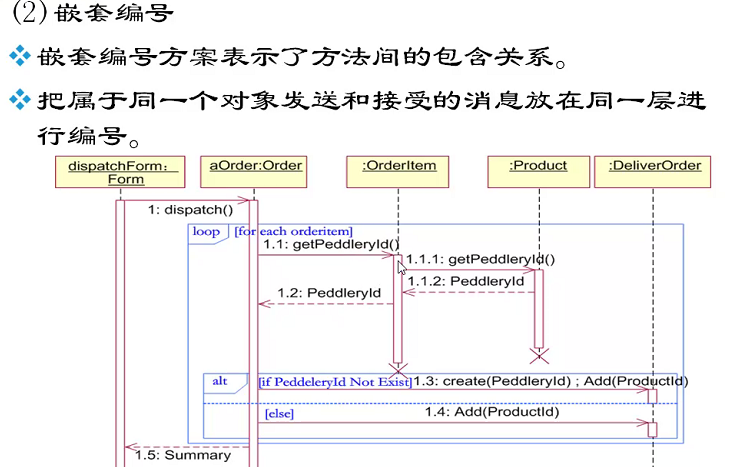 (2)嵌套编号
嵌套编号方案表示了方法间的包含关系。
把属于同一个对象发送和接受的消息放在同一层进
行编号。
dispatchForm：
Form
aOrder:Order
:OrderItem
:Product
:DeliverOrder
1: dispatch()
loop
[for each orderitem]
1.1: getPeddleryId()
1.1.1: getPeddleryId()
1.1.2: PeddleryId
1.2: PeddleryId
alt
[if PeddeleryId Not Exist]
1.3: create(PeddleryId) ; Add(ProductId)
[else]
1.4: Add(ProductId)
1.5: Summary